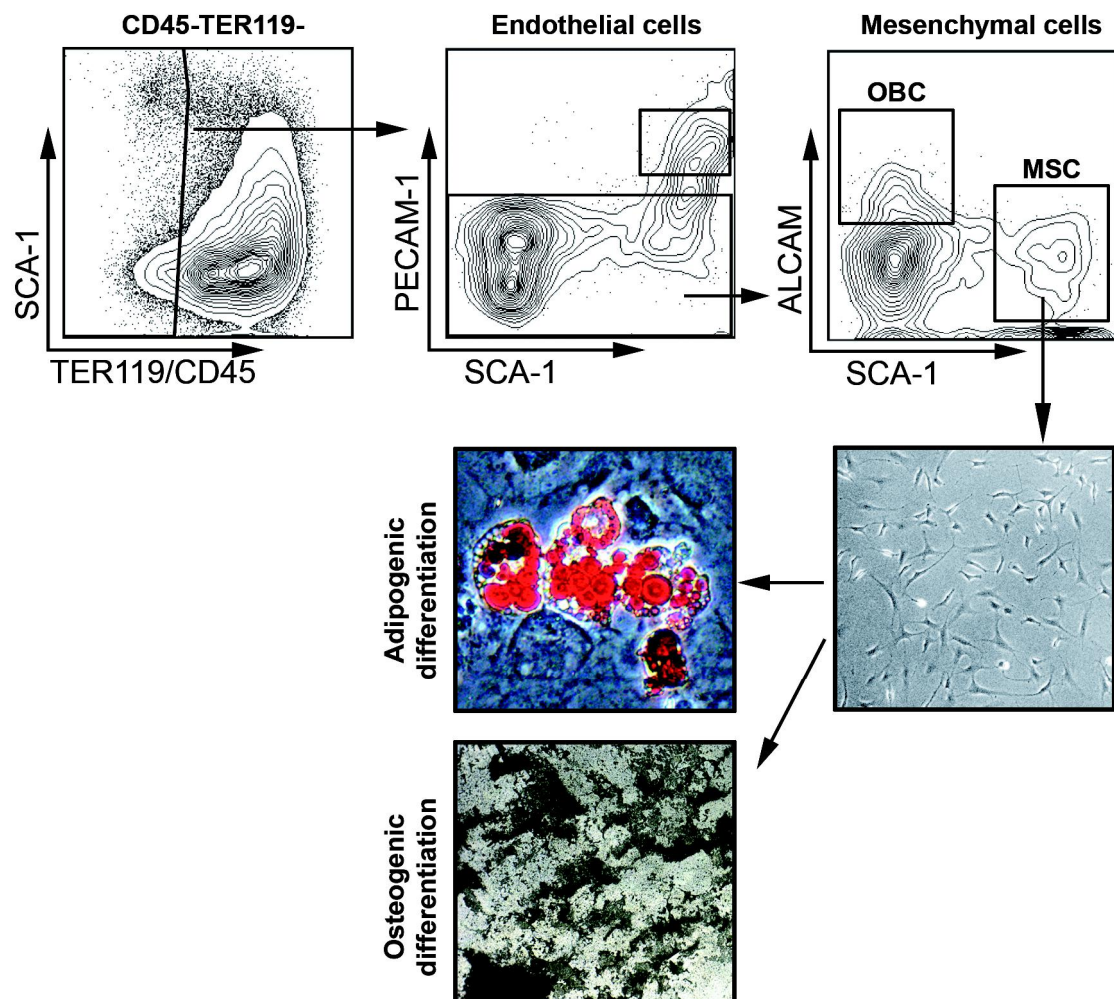 CD45-TER119-
Endothelial cells
Mesenchymal cells
SCA-1
TER119/CD45
PECAM-1
SCA-1
ALCAM
OBC
MSC
SCA-1
Adipogenic
differentiation
Osteogenic
differentiation